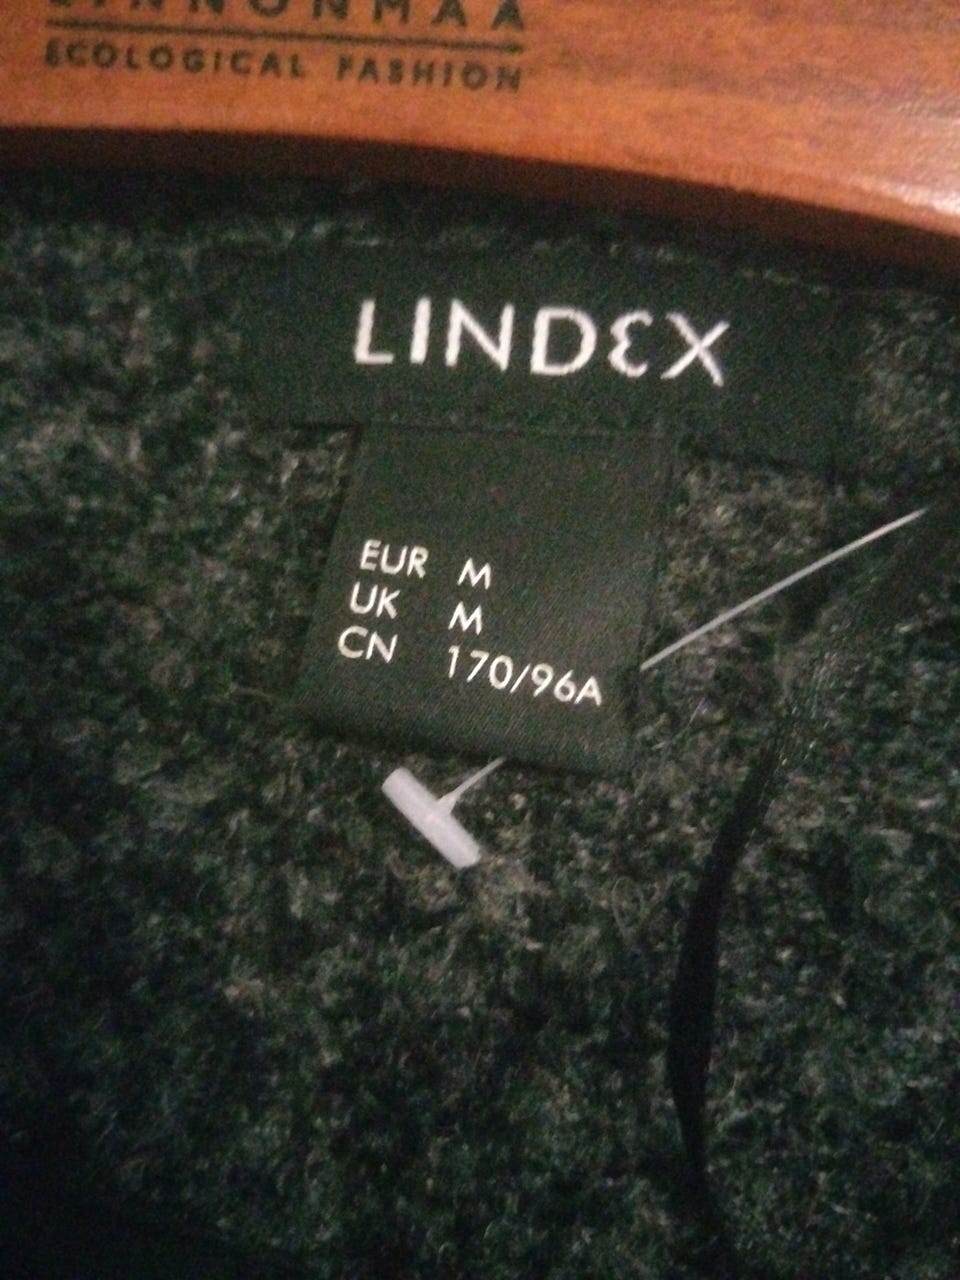 ECOLOGICAL FASHION
LINDEX
EUR M
UK M
CN 170/96A